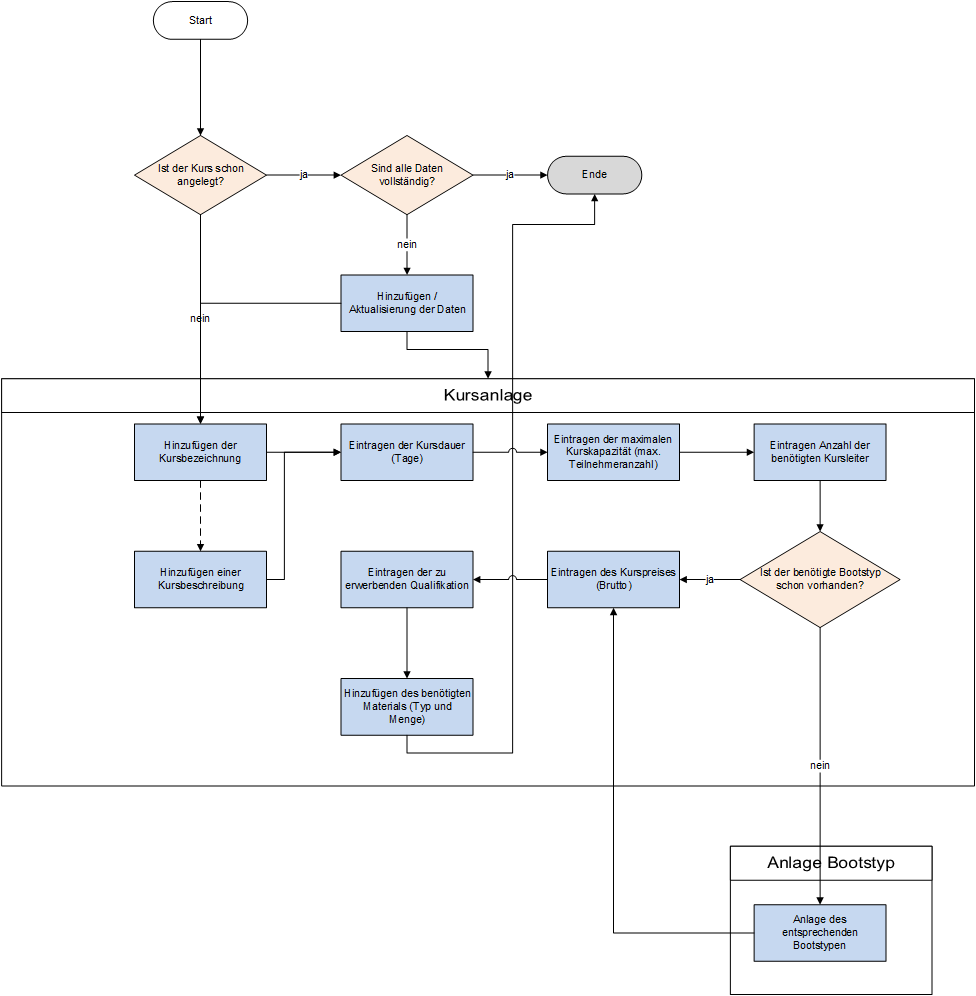 Start
Ist der Kurs schon
angelegt?
ja
Sind alle Daten
vollständig?
ja
Ende
nein
Hinzufügen /
Aktualisierung der Daten
nein
Kursanlage
Hinzufügen der
Kursbezeichnung
Eintragen der Kursdauer
(Tage)
Eintragen der maximalen
Kurskapazität (max.
Teilnehmeranzahl)
Eintragen Anzahl der
benötigten Kursleiter
Hinzufügen einer
Kursbeschreibung
Eintragen der zu
erwerbenden Qualifikation
Eintragen des Kurspreises
(Brutto)
ja
Ist der benötigte Bootstyp
schon vorhanden?
Hinzufügen des benötigten
Materials (Typ und
Menge)
nein
Anlage Bootstyp
Anlage des
entsprechenden
Bootstypen